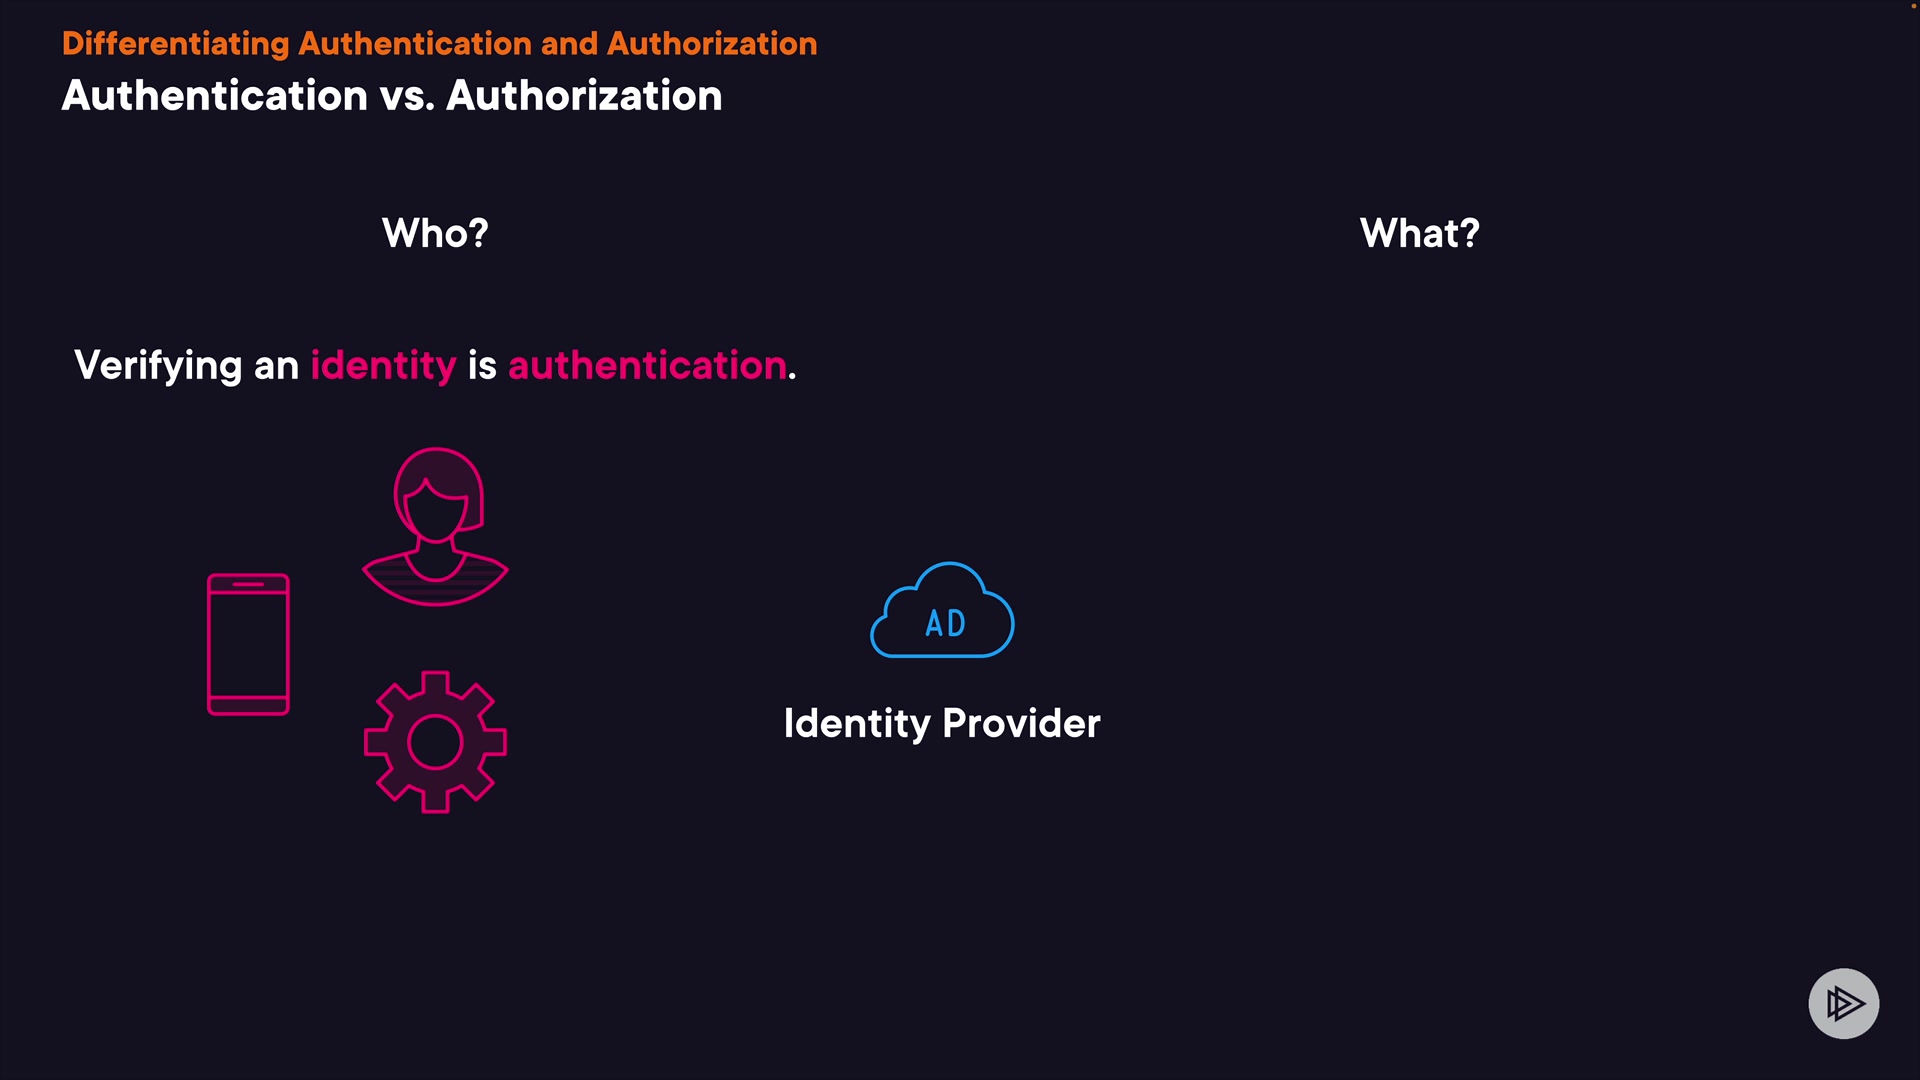 Differentiating Authentication and Authorization
Authentication vs. Authorization
Who?
What?
Verifying an identity is authentication.
AD
Identity Provider